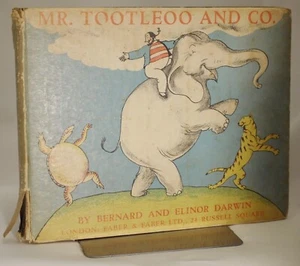 MR. TOOTLEOO AND CO.
BY BERNARD AND ELINOR DARWIN
LONDON: FABER & FABER LTD., 24 RUSSELL SQUARE